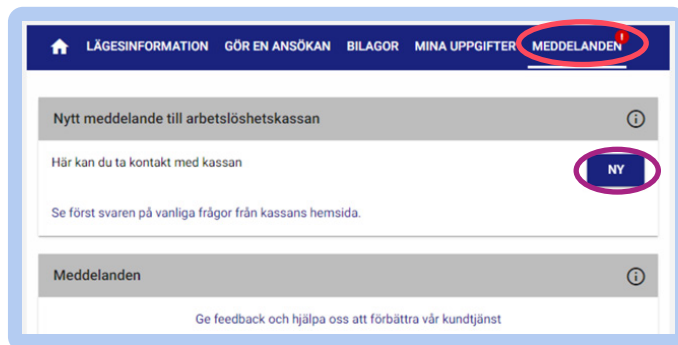 LÄGESINFORMATION GÖR EN ANSÖKAN BILAGOR MINA UPPGIFTER MEDDELANDEN !
Nytt meddelande till arbetslöshetskassan
Här kan du ta kontakt med kassan
NY
Se först svaren på vanliga frågor från kassans hemsida.
Meddelanden
Ge feedback och hjälpa oss att förbättra vår kundtjänst